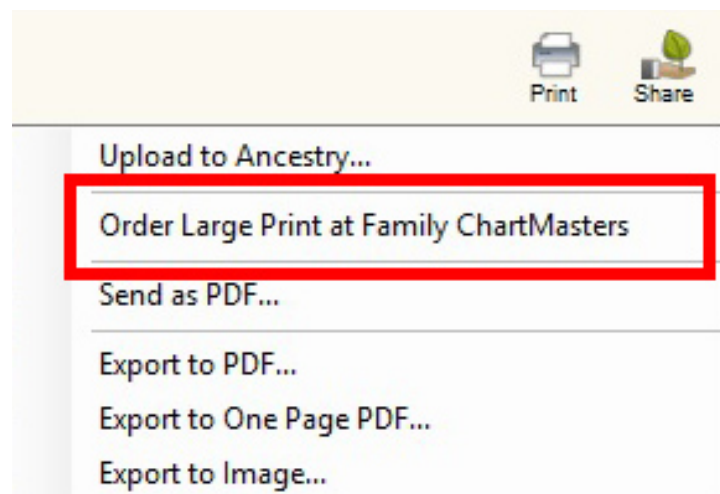 Print Share
Upload to Ancestry...
Order Large Print at Family ChartMasters
Send as PDF...
Export to PDF...
Export to One Page PDF...
Export to Image...